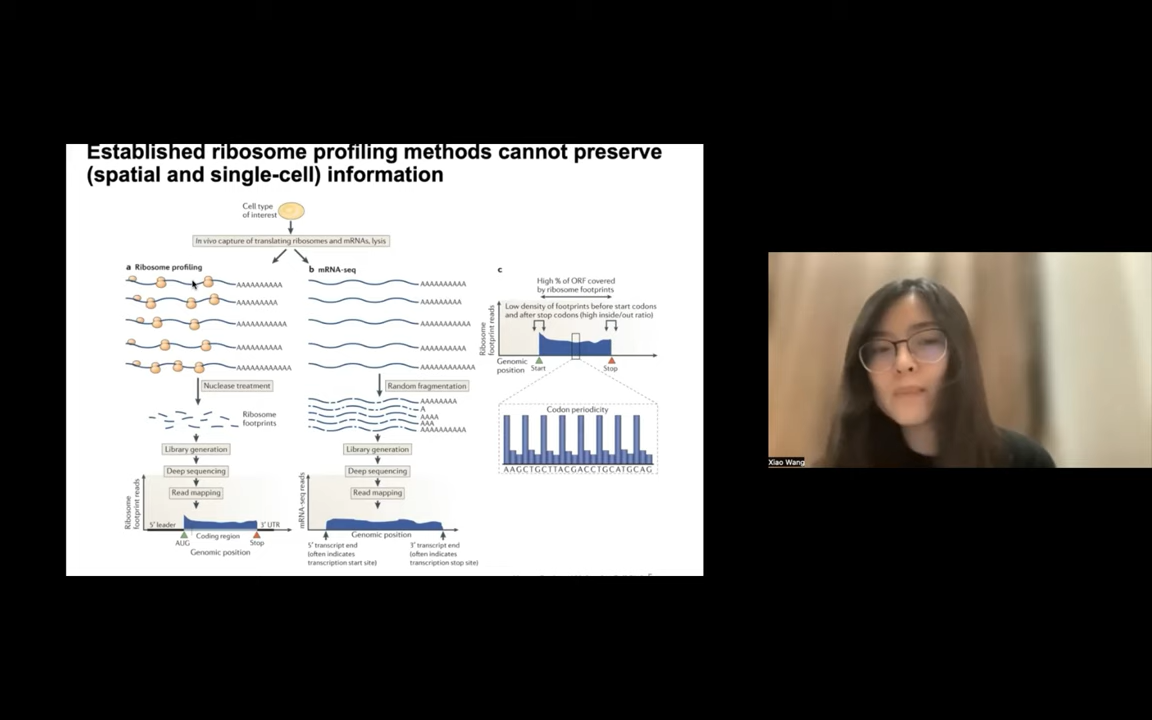 Established ribosome profiling methods cannot preserve
(spatial and single-cell) information
Cell type
of interest
In vivo capture of translating ribosomes and mRNAs, lysis
a Ribosome profiling
AAAAAAAAAA
AAAAAAAAA
AAAAAAAAAAA
AAAAAAAAAA
AAAAAAAAAAAA
Nuclease treatment
Ribosome
footprints
Library generation
Deep sequencing
Read mapping
Ribosome
footprint reads
5' leader
3' UTR
AUG
Coding region
Stop
Genomic position
b mRNA-seq
AAAAAAAAAA
AAAAAAAAA
AAAAAAAAAAA
AAAAAAAAAA
AAAAAAAAAAAA
Random fragmentation
AAAAAAAA
A
AAAA
AAA
AAAAAAAAAA
Library generation
Deep sequencing
Read mapping
mRNA-seq reads
Genomic position
5' transcript end
(often indicates
transcription start site)
3' transcript end
(often indicates
transcription stop site)
c
High % of ORF covered
by ribosome footprints
Low density of footprints before start codons
and after stop codons (high inside/out ratio)
Ribosome
footprint reads
Genomic
position
Start
Stop
Codon periodicity
AAGCTGCTTACGACCTGCATGCAG
Xiao Wang